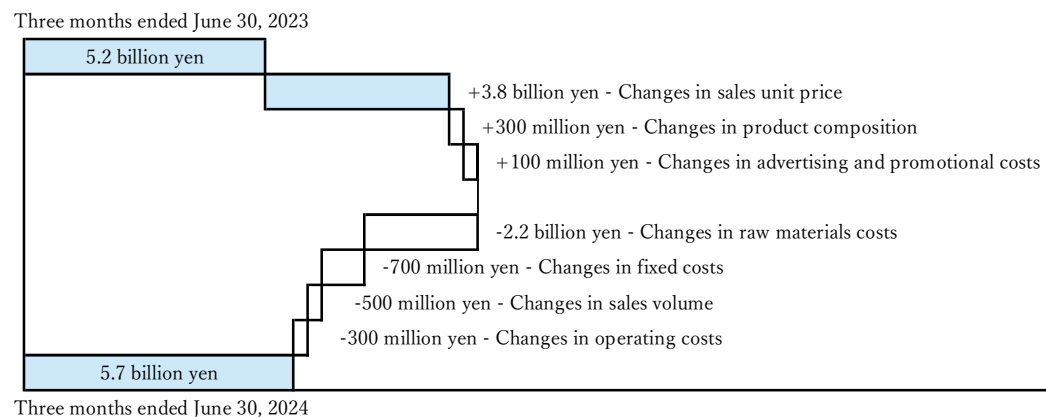 Three months ended June 30, 2023
5.2 billion yen
+3.8 billion yen - Changes in sales unit price
+300 million yen - Changes in product composition
+100 million yen - Changes in advertising and promotional costs
-2.2 billion yen - Changes in raw materials costs
-700 million yen - Changes in fixed costs
-500 million yen - Changes in sales volume
-300 million yen - Changes in operating costs
5.7 billion yen
Three months ended June 30, 2024